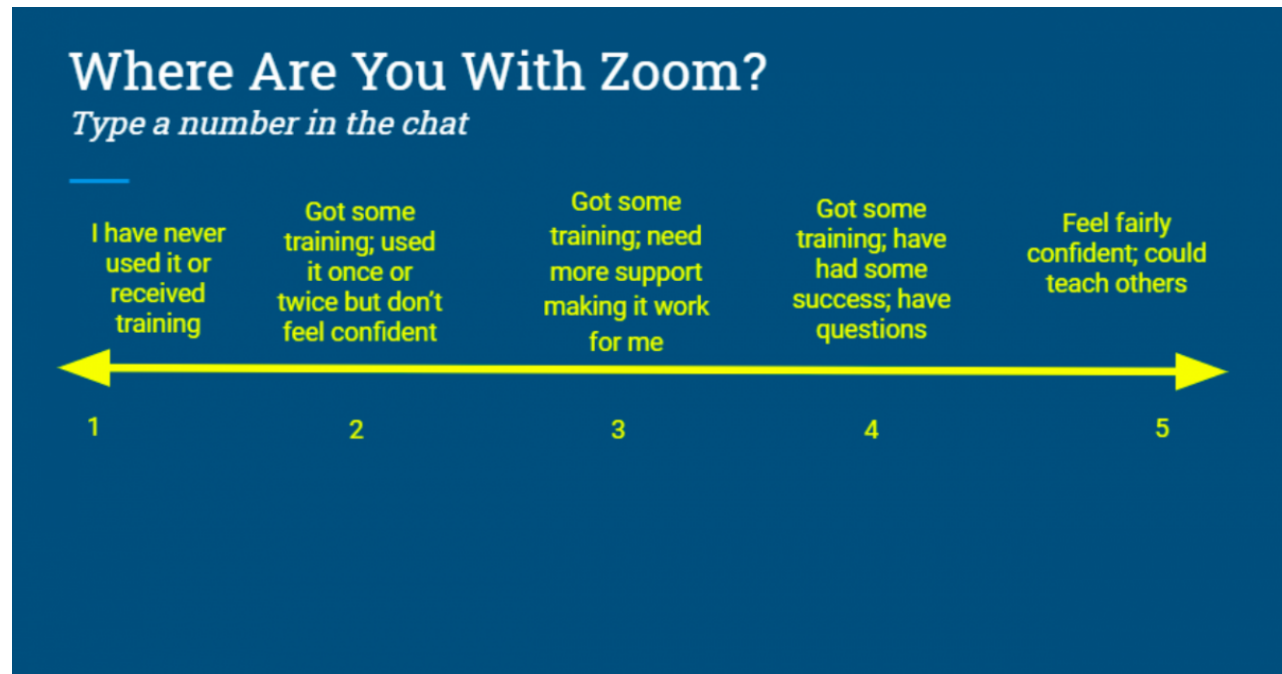 Where Are You With Zoom?
Type a number in the chat
I have never
used it or
received
training
Got some
training; used
it once or
twice but don't
feel confident
Got some
training; need
more support
making it work
for me
Got some
training; have
had some
success; have
questions
Feel fairly
confident; could
teach others
1
2
3
4
5